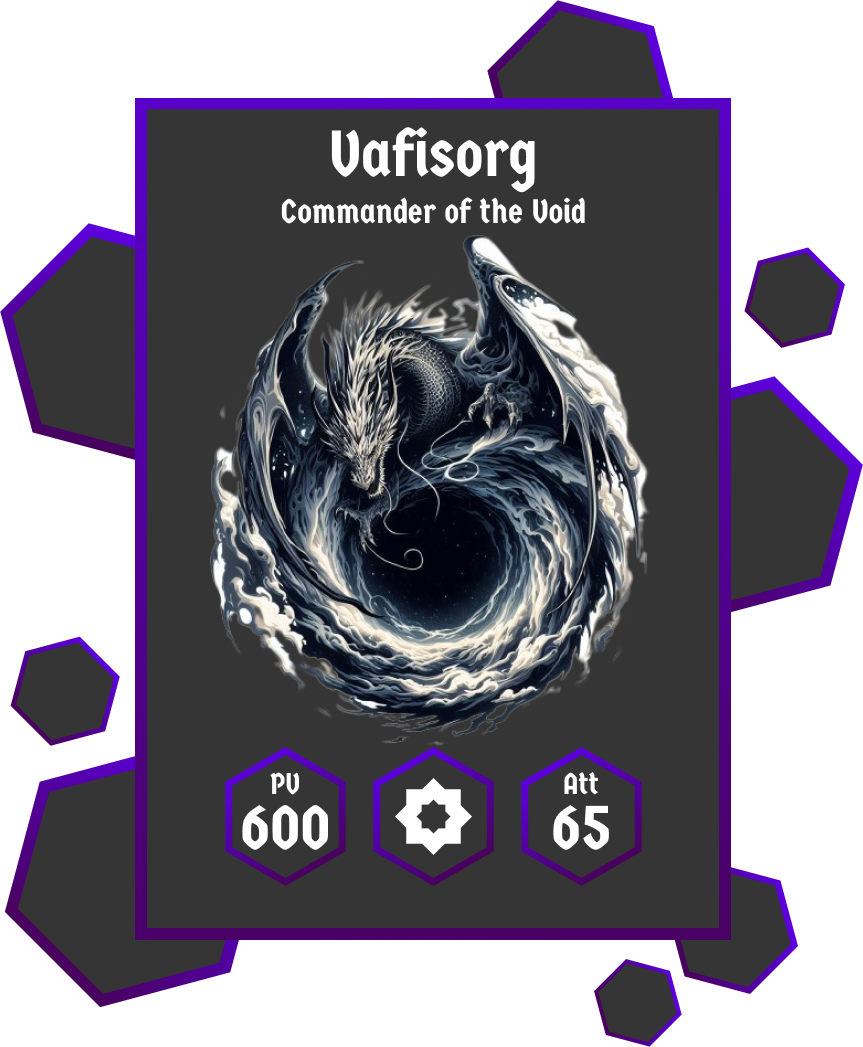 Vafisorg
Commander of the Void
PV
600
Att
65